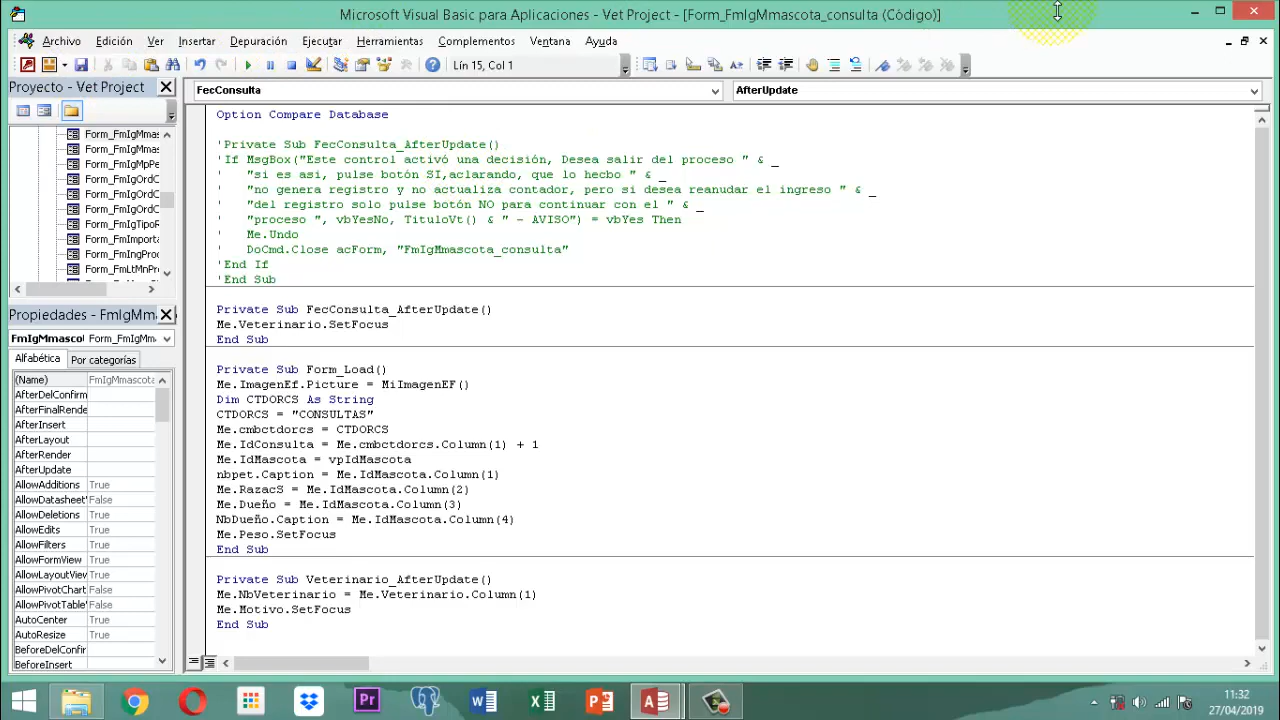 Microsoft Visual Basic para Aplicaciones - Vet Project - [Form_FmIgMmascota_consulta (Código)]
Archivo Edición Ver Insertar Formato Depuración Ejecutar Herramientas Complementos Ventana Ayuda
Lín 15, Col 1
Proyecto - Vet Project
Form_FmIgMmas
Form_FmIgMmas
Form_FmIgMpPe
Form_FmIgOrdC
Form_FmIgOrdC
Form_FmIgOrdC
Form_FmIgTipoR
Form_FmImporta
Form_FmIngProd
Form_FmLtMnPr
Propiedades - FmIgMma
FmIgMmascot Form_FmIgMm
Alfabética Por categorías
(Name) FmIgMmascota
AfterDelConfirm
AfterFinalRende
AfterInsert
AfterLayout
AfterRender
AfterUpdate
AllowAdditions True
AllowDatasheet False
AllowDeletions True
AllowEdits True
AllowFilters True
AllowFormView True
AllowLayoutView True
AllowPivotChart False
AllowPivotTable False
AutoCenter True
AutoResize True
BeforeDelConfir
BeforeInsert
FecConsulta AfterUpdate
Option Compare Database
'Private Sub FecConsulta_AfterUpdate()
'If MsgBox("Este control activó una decisión, Desea salir del proceso " & _
' "si es asi, pulse botón SI,aclarando, que lo hecbo " & _
' "no genera registro y no actualiza contador, pero si desea reanudar el ingreso " & _
' "del registro solo pulse botón NO para continuar con el " & _
' "proceso ", vbYesNo, TituloVt() & " - AVISO") = vbYes Then
' Me.Undo
' DoCmd.Close acForm, "FmIgMmascota_consulta"
'End If
'End Sub
Private Sub FecConsulta_AfterUpdate()
Me.Veterinario.SetFocus
End Sub
Private Sub Form_Load()
Me.ImagenEf.Picture = MiImagenEF()
Dim CTDORCS As String
CTDORCS = "CONSULTAS"
Me.cmbctdorcs = CTDORCS
Me.IdConsulta = Me.cmbctdorcs.Column(1) + 1
Me.IdMascota = vpIdMascota
nbpet.Caption = Me.IdMascota.Column(1)
Me.RazacS = Me.IdMascota.Column(2)
Me.Dueño = Me.IdMascota.Column(3)
NbDueño.Caption = Me.IdMascota.Column(4)
Me.Peso.SetFocus
End Sub
Private Sub Veterinario_AfterUpdate()
Me.NbVeterinario = Me.Veterinario.Column(1)
Me.Motivo.SetFocus
End Sub
11:32
27/04/2019